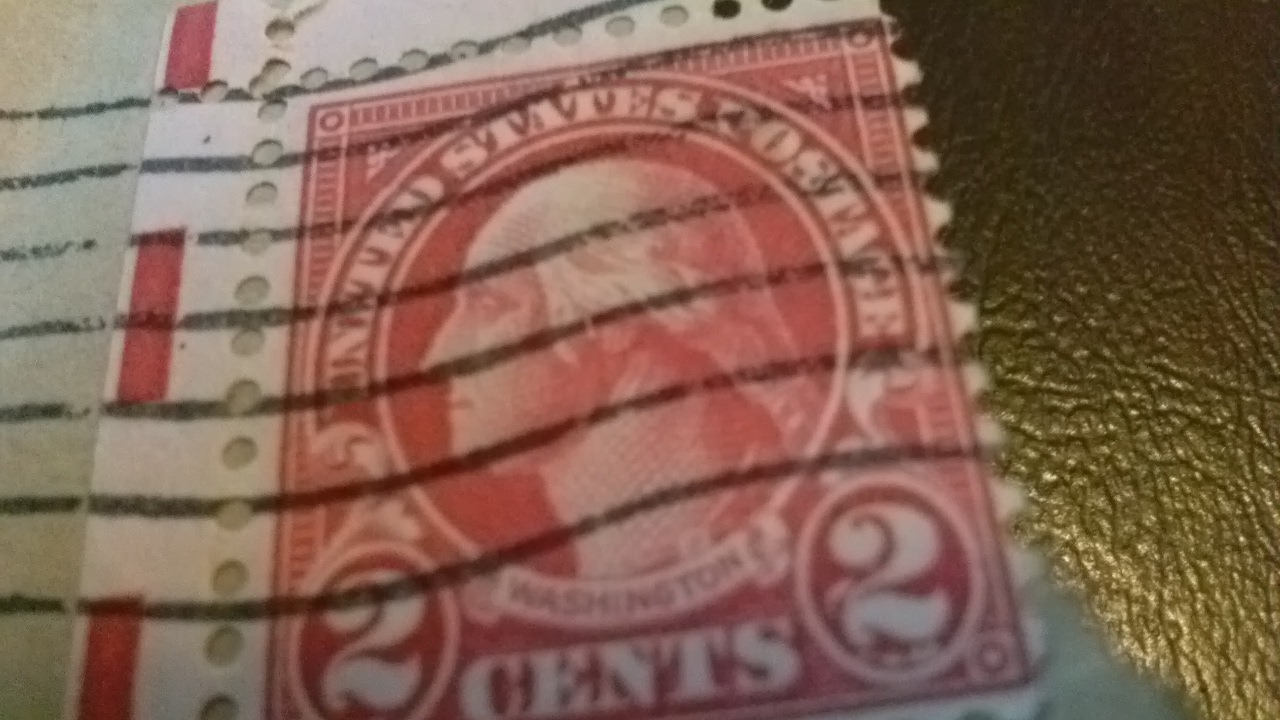 UNITED STATES POSTAGE
WASHINGTON
2 CENTS 2